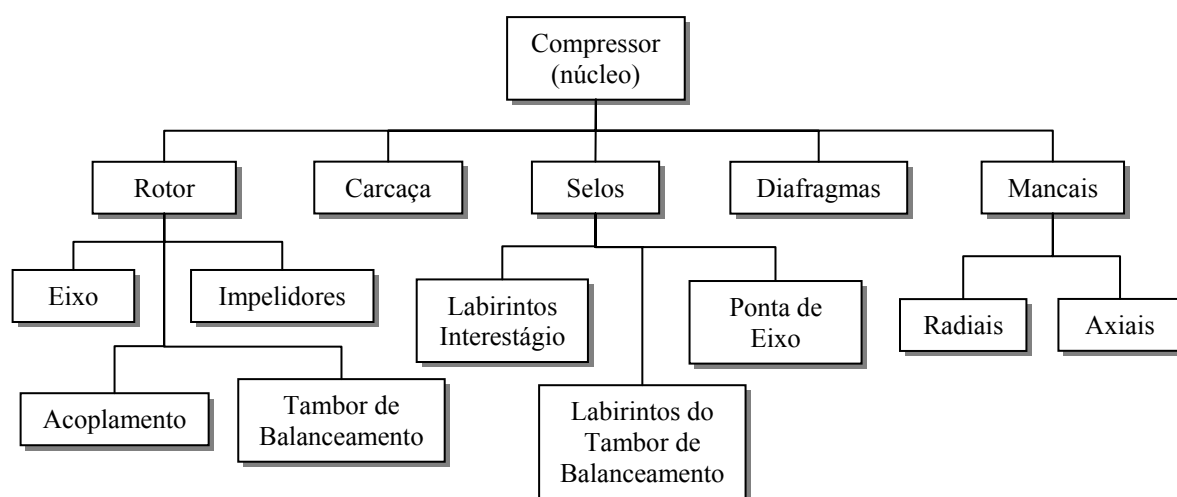 Compressor
(núcleo)
Rotor
Carcaça
Selos
Diafragmas
Mancais
Eixo
Impelidores
Labirintos
Interestágio
Ponta de
Eixo
Radiais
Axiais
Acoplamento
Tambor de
Balanceamento
Labirintos do
Tambor de
Balanceamento